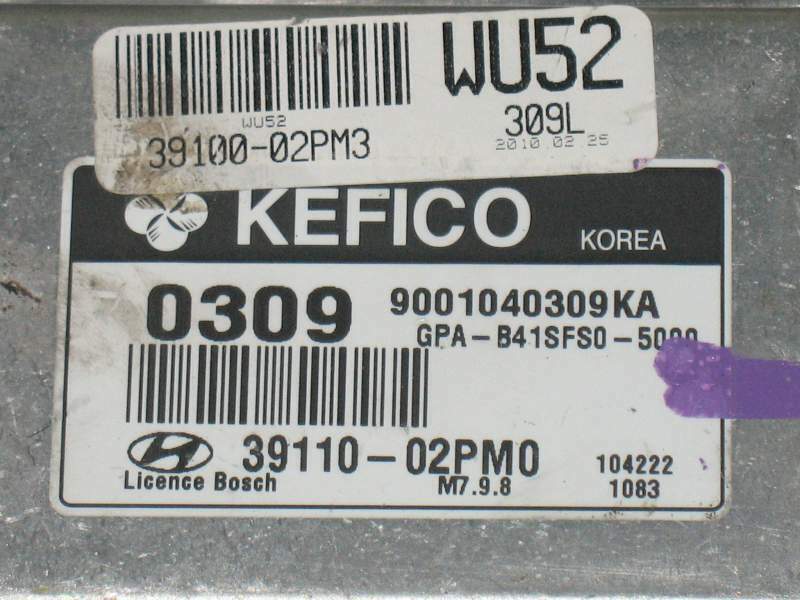 WU52
WU52
309L
39100-02PM3
2010.02.25
KEFICO
KOREA
0309
9001040309KA
GPA-B41SFS0-5000
39110-02PM0
104222
Licence Bosch
M7.9.8
1083